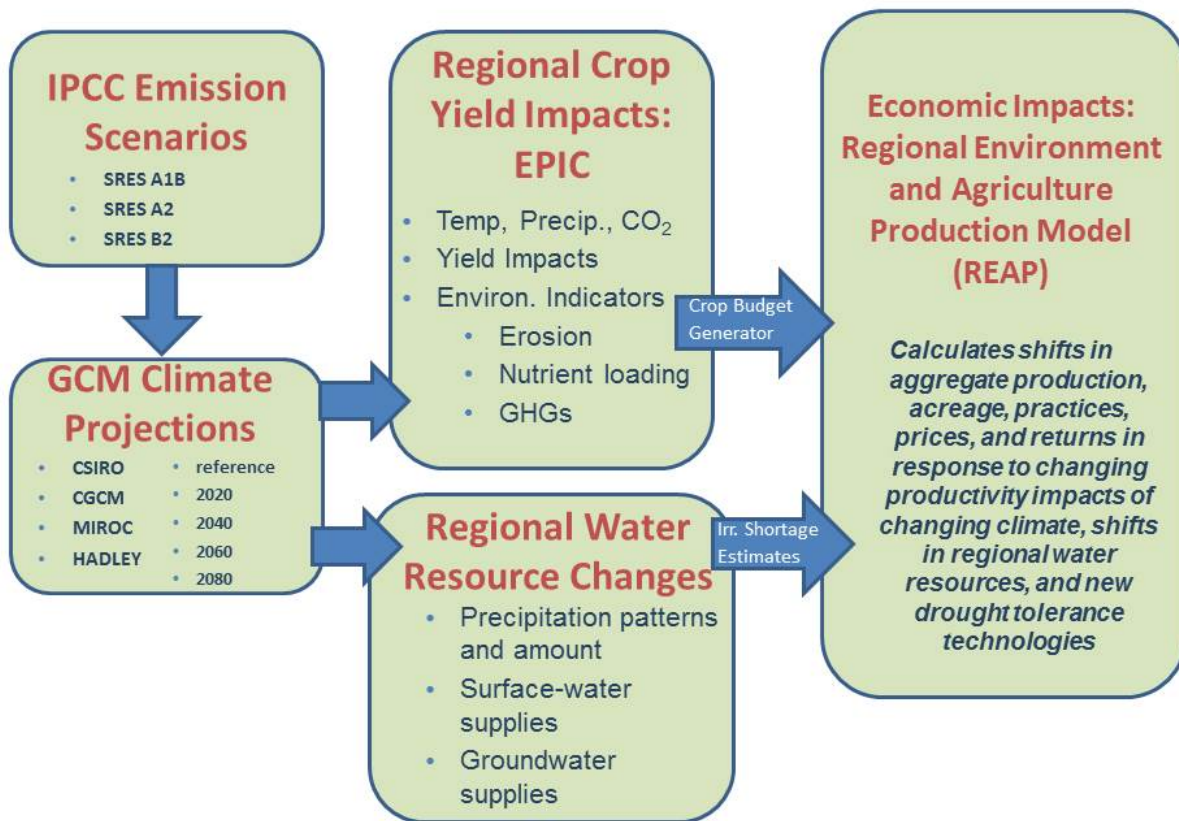 IPCC Emission
Scenarios
• SRES A1B
• SRES A2
• SRES B2
GCM Climate
Projections
• CSIRO
• CGCM
• MIROC
• HADLEY
• reference
• 2020
• 2040
• 2060
• 2080
Regional Crop
Yield Impacts:
EPIC
• Temp, Precip., CO₂
• Yield Impacts
• Environ. Indicators
• Erosion
• Nutrient loading
• GHGs
Crop Budget
Generator
Regional Water
Resource Changes
• Precipitation patterns
and amount
• Surface-water
supplies
• Groundwater
supplies
Irr. Shortage
Estimates
Economic Impacts:
Regional Environment
and Agriculture
Production Model
(REAP)
Calculates shifts in
aggregate production,
acreage, practices,
prices, and returns in
response to changing
productivity impacts of
changing climate, shifts
in regional water
resources, and new
drought tolerance
technologies